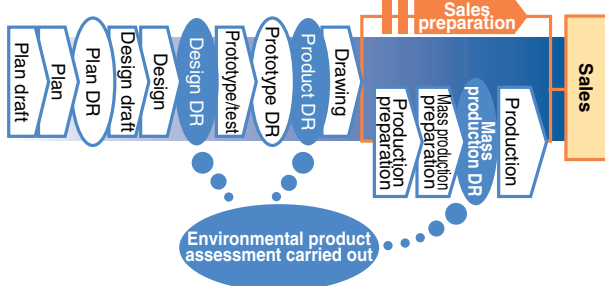 Plan draft
Plan
Plan DR
Design draft
Design
Design DR
Prototype/test
Prototype DR
Product DR
Drawing
Sales
preparation
Production
preparation
Mass production
preparation
Mass
production DR
Production
Sales
Environmental product
assessment carried out